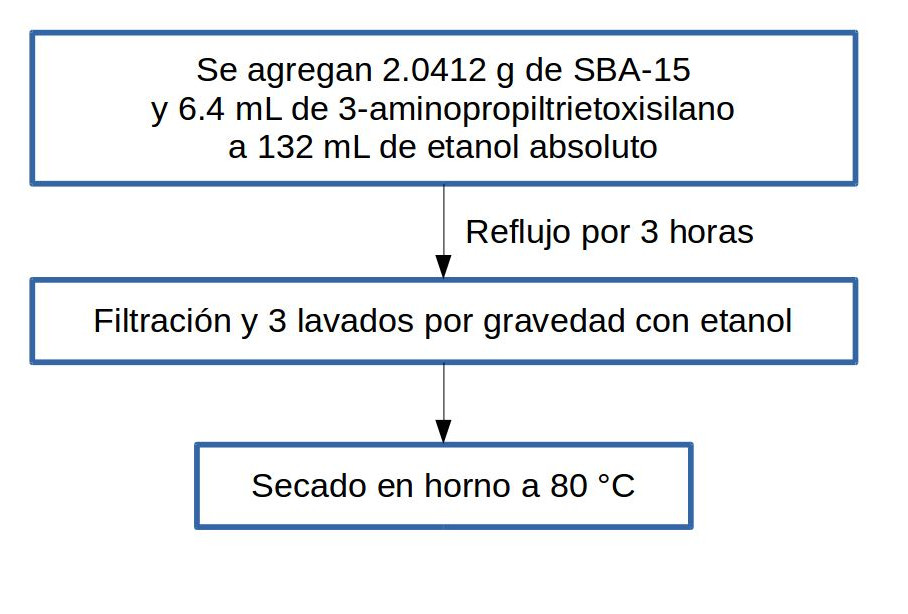 Se agregan 2.0412 g de SBA-15
y 6.4 mL de 3-aminopropiltrietoxisilano
a 132 mL de etanol absoluto
Reflujo por 3 horas
Filtración y 3 lavados por gravedad con etanol
Secado en horno a 80 °C